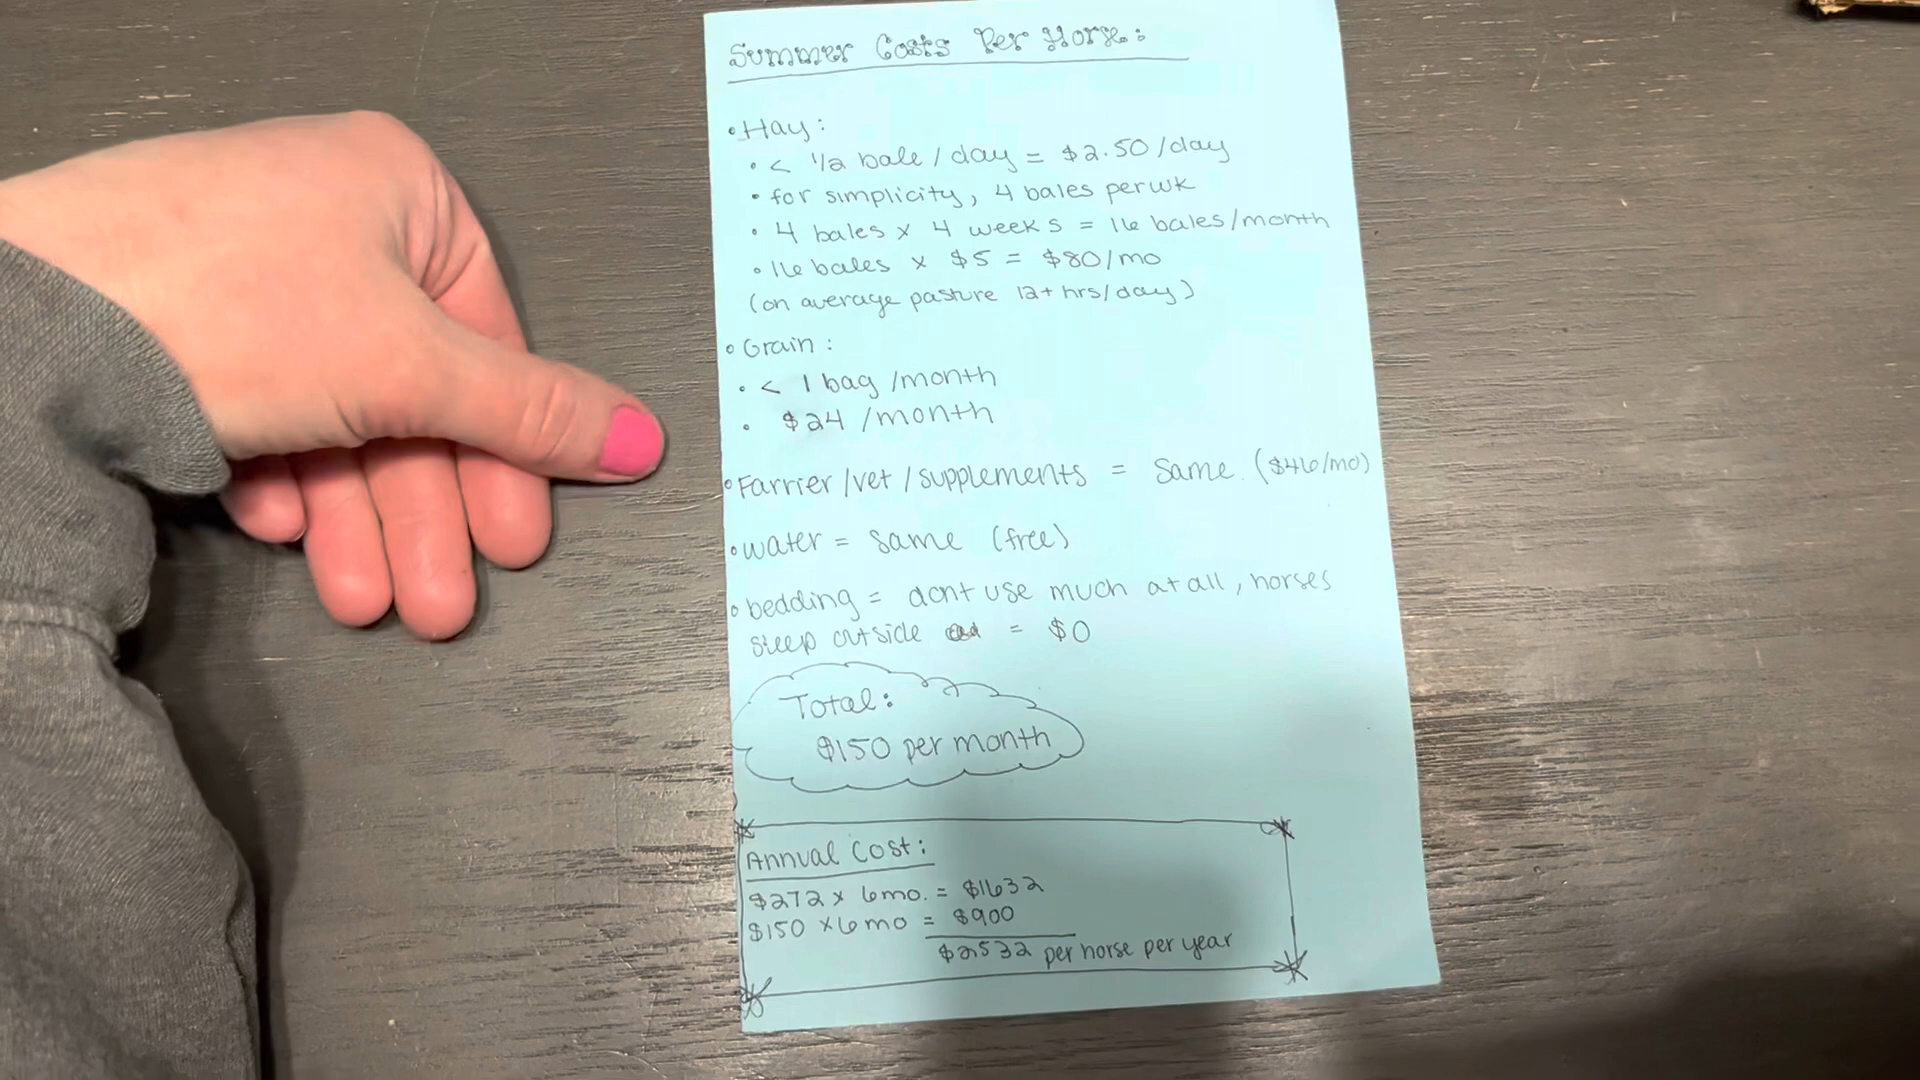 Summer Costs Per Horse:
• Hay:
• < 1/2 bale / day = $2.50 /day
• for simplicity, 4 bales per wk
• 4 bales x 4 weeks = 16 bales/month
• 16 bales x $5 = $80/mo
(on average pasture 12+ hrs/day)
• Grain:
• < 1 bag /month
• $24 /month
• Farrier /vet /supplements = same ($46/mo)
• water = same (free)
• bedding = dont use much at all, horses
sleep outside = $0
Total:
$150 per month
Annual Cost:
$272 x 6 mo. = $1632
$150 x 6 mo = $900
$2532 per horse per year